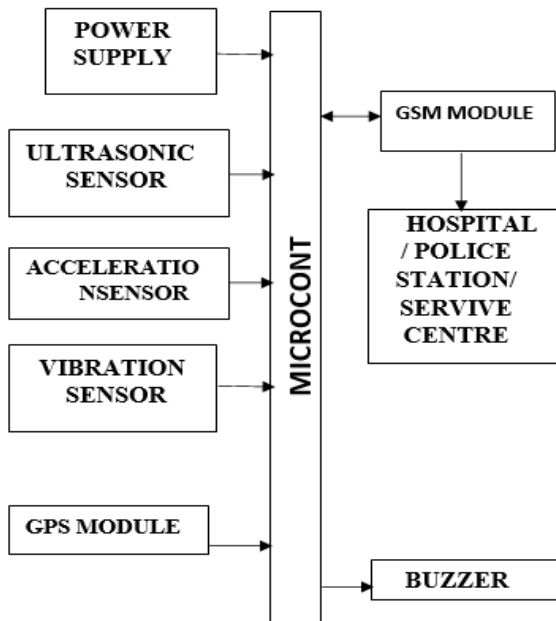 POWER
SUPPLY
ULTRASONIC
SENSOR
ACCELERATIO
NSENSOR
VIBRATION
SENSOR
GPS MODULE
MICROCONT
GSM MODULE
HOSPITAL
/ POLICE
STATION/
SERVIVE
CENTRE
BUZZER